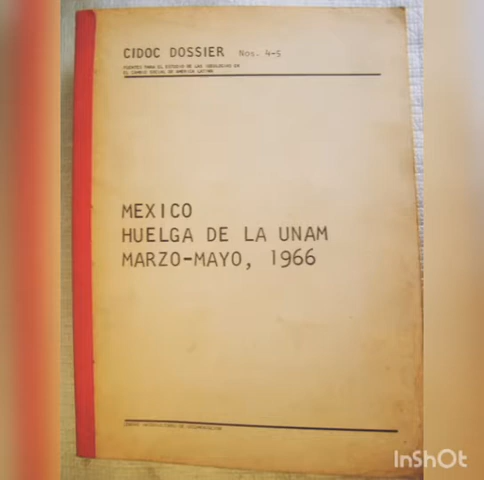 CIDOC DOSSIER Nos. 4-5
FUENTES PARA EL ESTUDIO DE LAS IDEOLOGIAS EN
EL CAMBIO SOCIAL DE AMERICA LATINA
MEXICO
HUELGA DE LA UNAM
MARZO-MAYO, 1966
CENTRO INTERCULTURAL DE DOCUMENTACION
InShOt